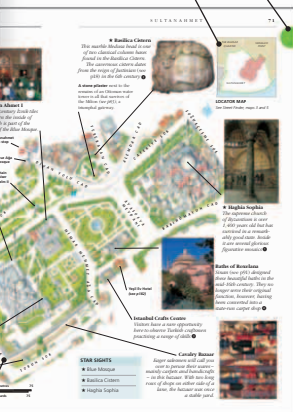 SULTANAHMET 71
★ Basilica Cistern
This marble Medusa head is one
of two classical column bases
found in the Basilica Cistern.
The cavernous cistern dates
from the reign of Justinian (see
A stone pilaster next to the
remains of an Ottoman water
tower is all that survives of
the Milion (see p83), a
triumphal gateway.
LOCATOR MAP
See Street Finder, maps 3 and 5
Ahmet I
★ Haghia Sophia
The supreme church
of Byzantium is over
1,400 years old but has
survived in a remark-
ably good state. Inside
it are several glorious
figurative mosaics
Baths of Roxelana
Sinan (see p91) designed
these beautiful baths in the
mid-16th century. They no
longer serve their original
function, however, having
been converted into a
state-run carpet shop
Yeşil Ev Hotel
Istanbul Crafts Centre
Visitors have a rare opportunity
here to observe Turkish craftsmen
practising a range of skills
Cavalry Bazaar
Eager salesmen will call you
over to peruse their wares –
mainly carpets and handicrafts
– in this bazaar. With two long
rows of shops on either side of a
lane, the bazaar was once
a stable yard.
STAR SIGHTS
★ Blue Mosque
★ Basilica Cistern
★ Haghia Sophia